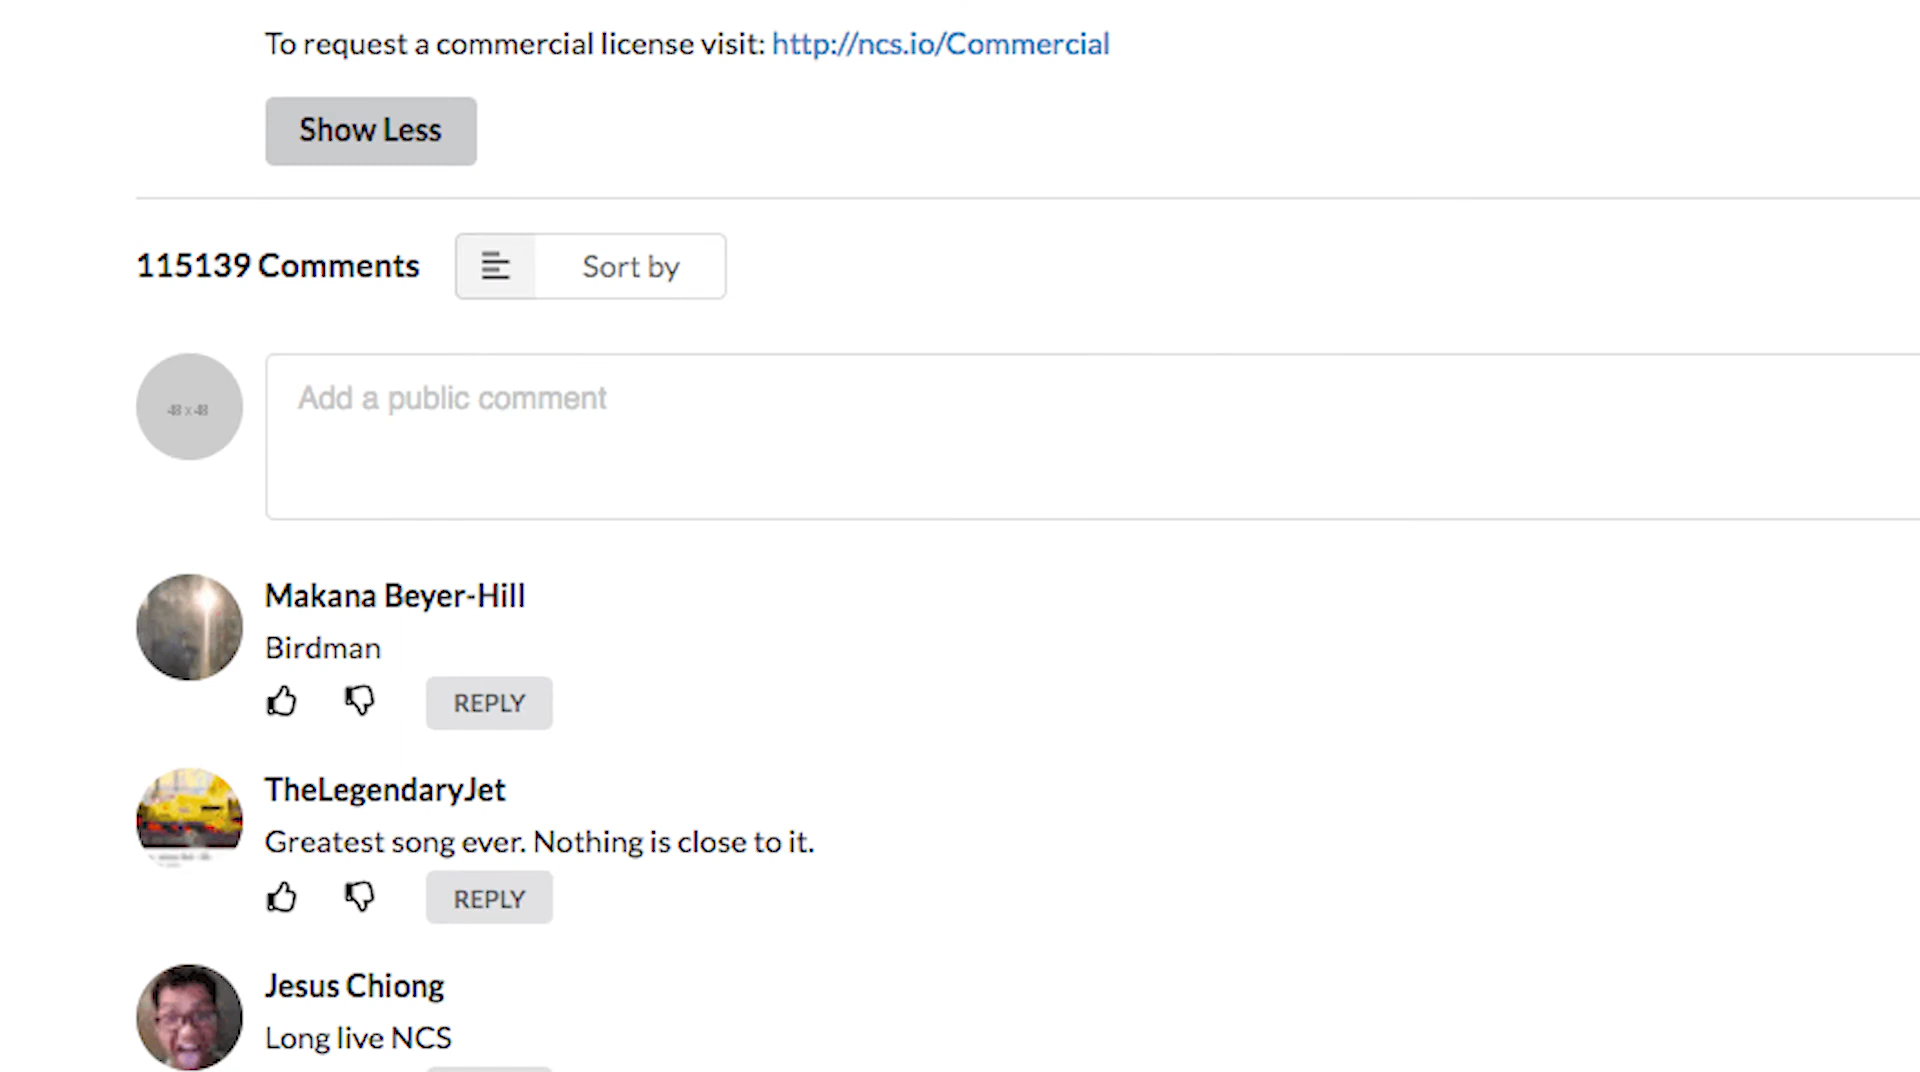 To request a commercial license visit: http://ncs.io/Commercial
Show Less
115139 Comments
Sort by
48 x 48
Add a public comment
Makana Beyer-Hill
Birdman
REPLY
TheLegendaryJet
Greatest song ever. Nothing is close to it.
REPLY
Jesus Chiong
Long live NCS